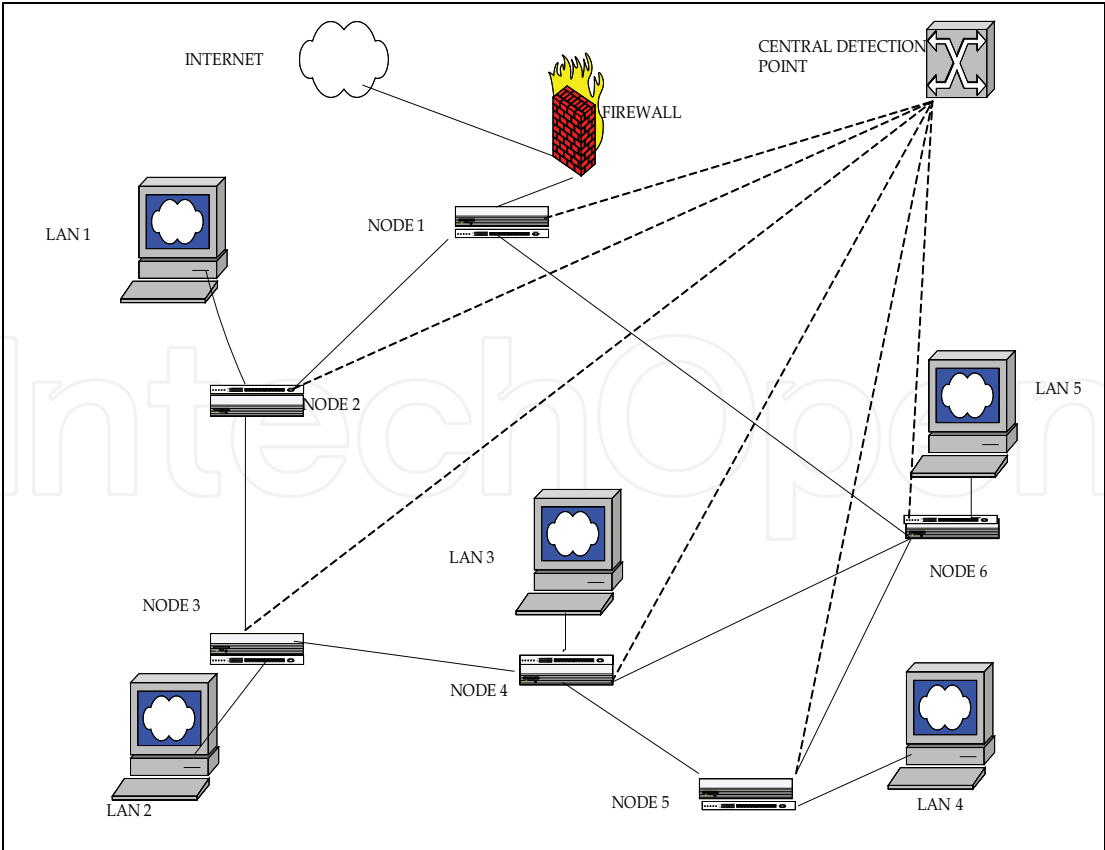 INTERNET
CENTRAL DETECTION
POINT
FIREWALL
LAN 1
NODE 1
NODE 2
LAN 5
IntechOpen
LAN 3
NODE 6
NODE 3
NODE 4
LAN 2
NODE 5
LAN 4